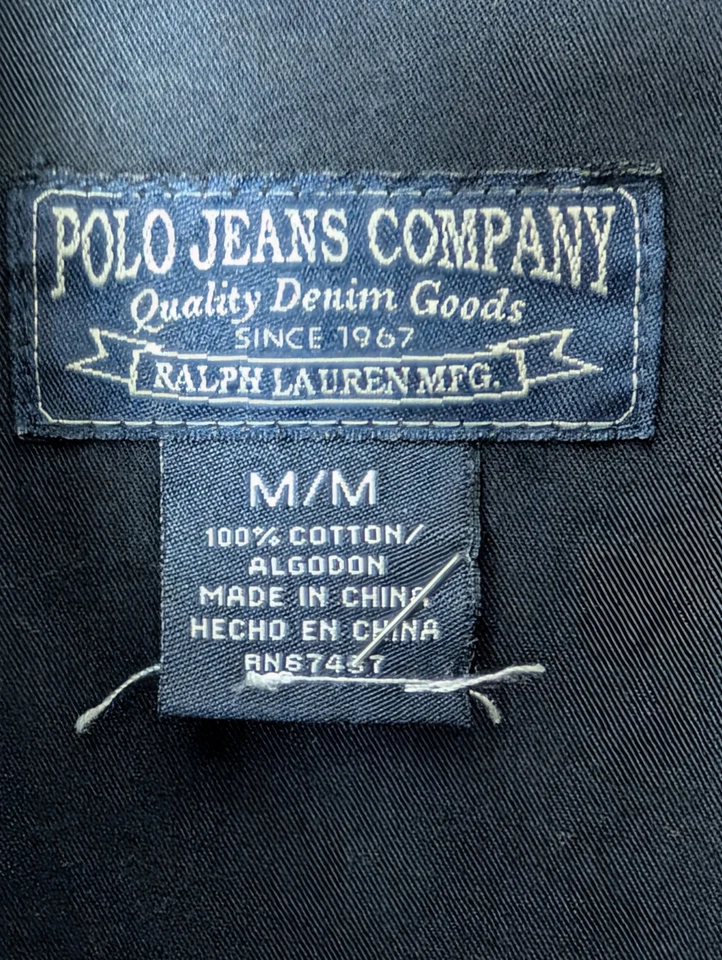 POLO JEANS COMPANY
Quality Denim Goods
SINCE 1967
RALPH LAUREN MFG.
M/M
100% COTTON/
ALGODON
MADE IN CHINA
HECHO EN CHINA